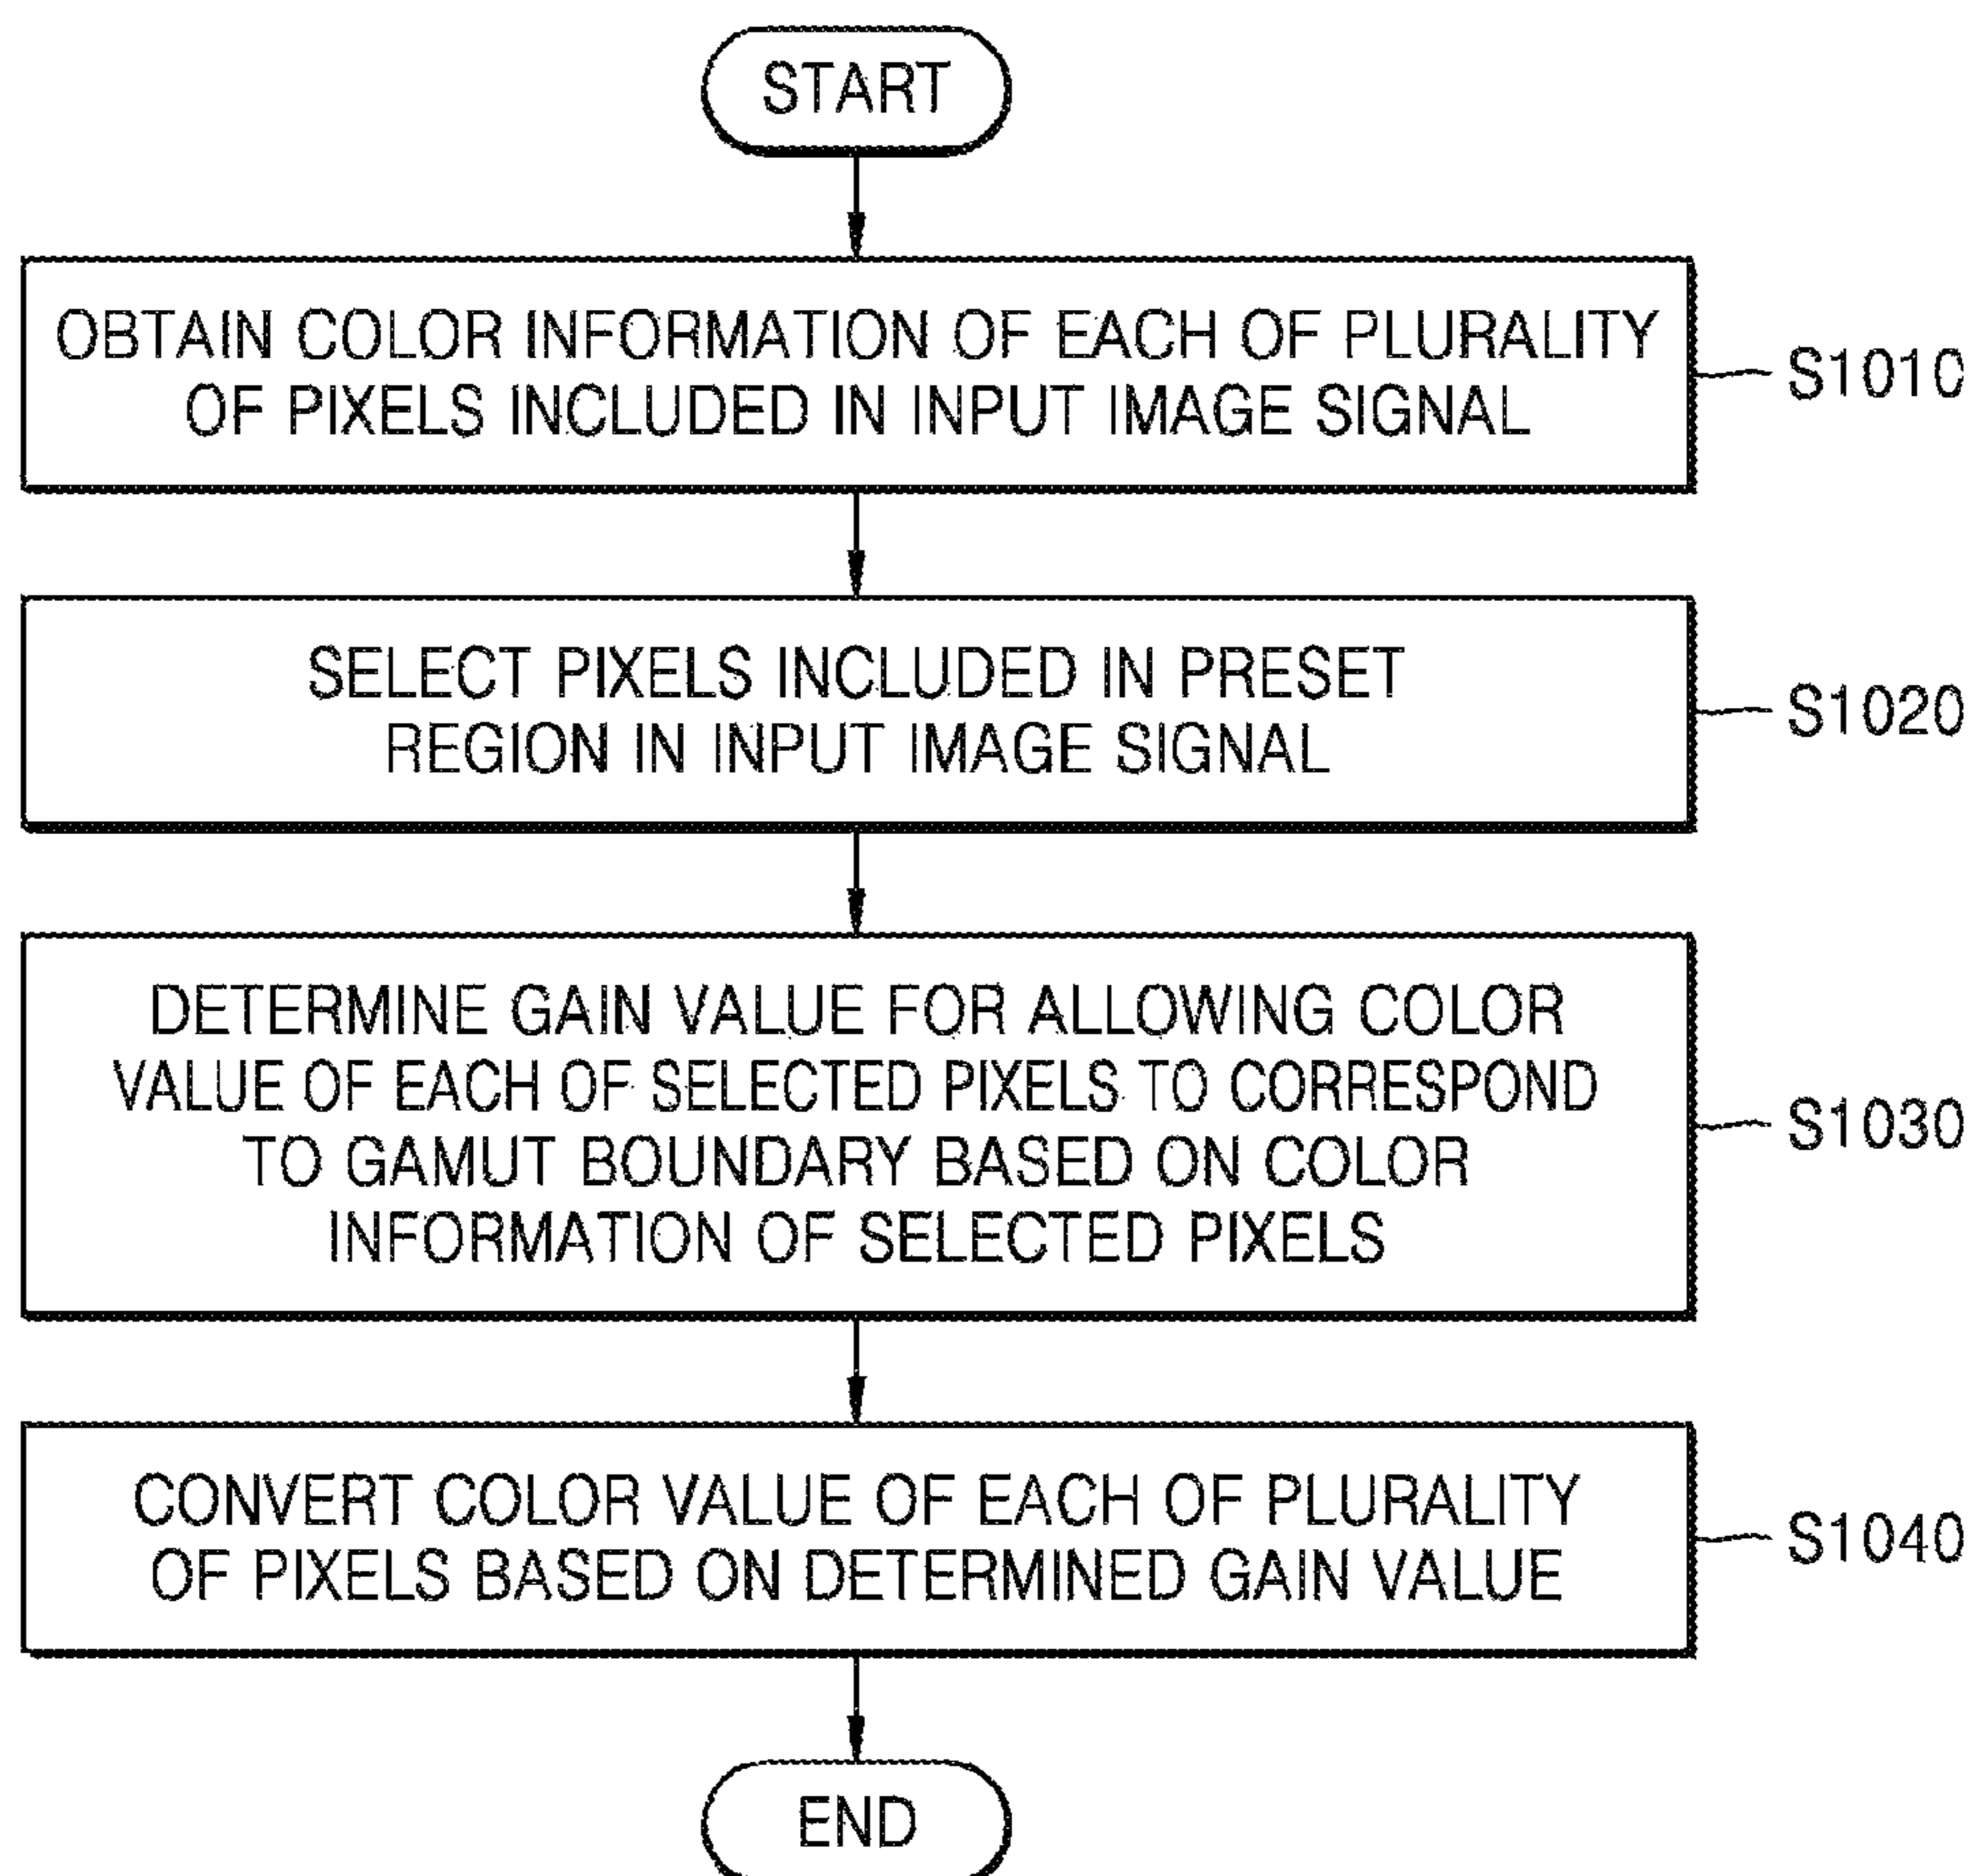 START
OBTAIN COLOR INFORMATION OF EACH OF PLURALITY
OF PIXELS INCLUDED IN INPUT IMAGE SIGNAL
S1010
SELECT PIXELS INCLUDED IN PRESET
REGION IN INPUT IMAGE SIGNAL
S1020
DETERMINE GAIN VALUE FOR ALLOWING COLOR
VALUE OF EACH OF SELECTED PIXELS TO CORRESPOND
TO GAMUT BOUNDARY BASED ON COLOR
INFORMATION OF SELECTED PIXELS
S1030
CONVERT COLOR VALUE OF EACH OF PLURALITY
OF PIXELS BASED ON DETERMINED GAIN VALUE
S1040
END